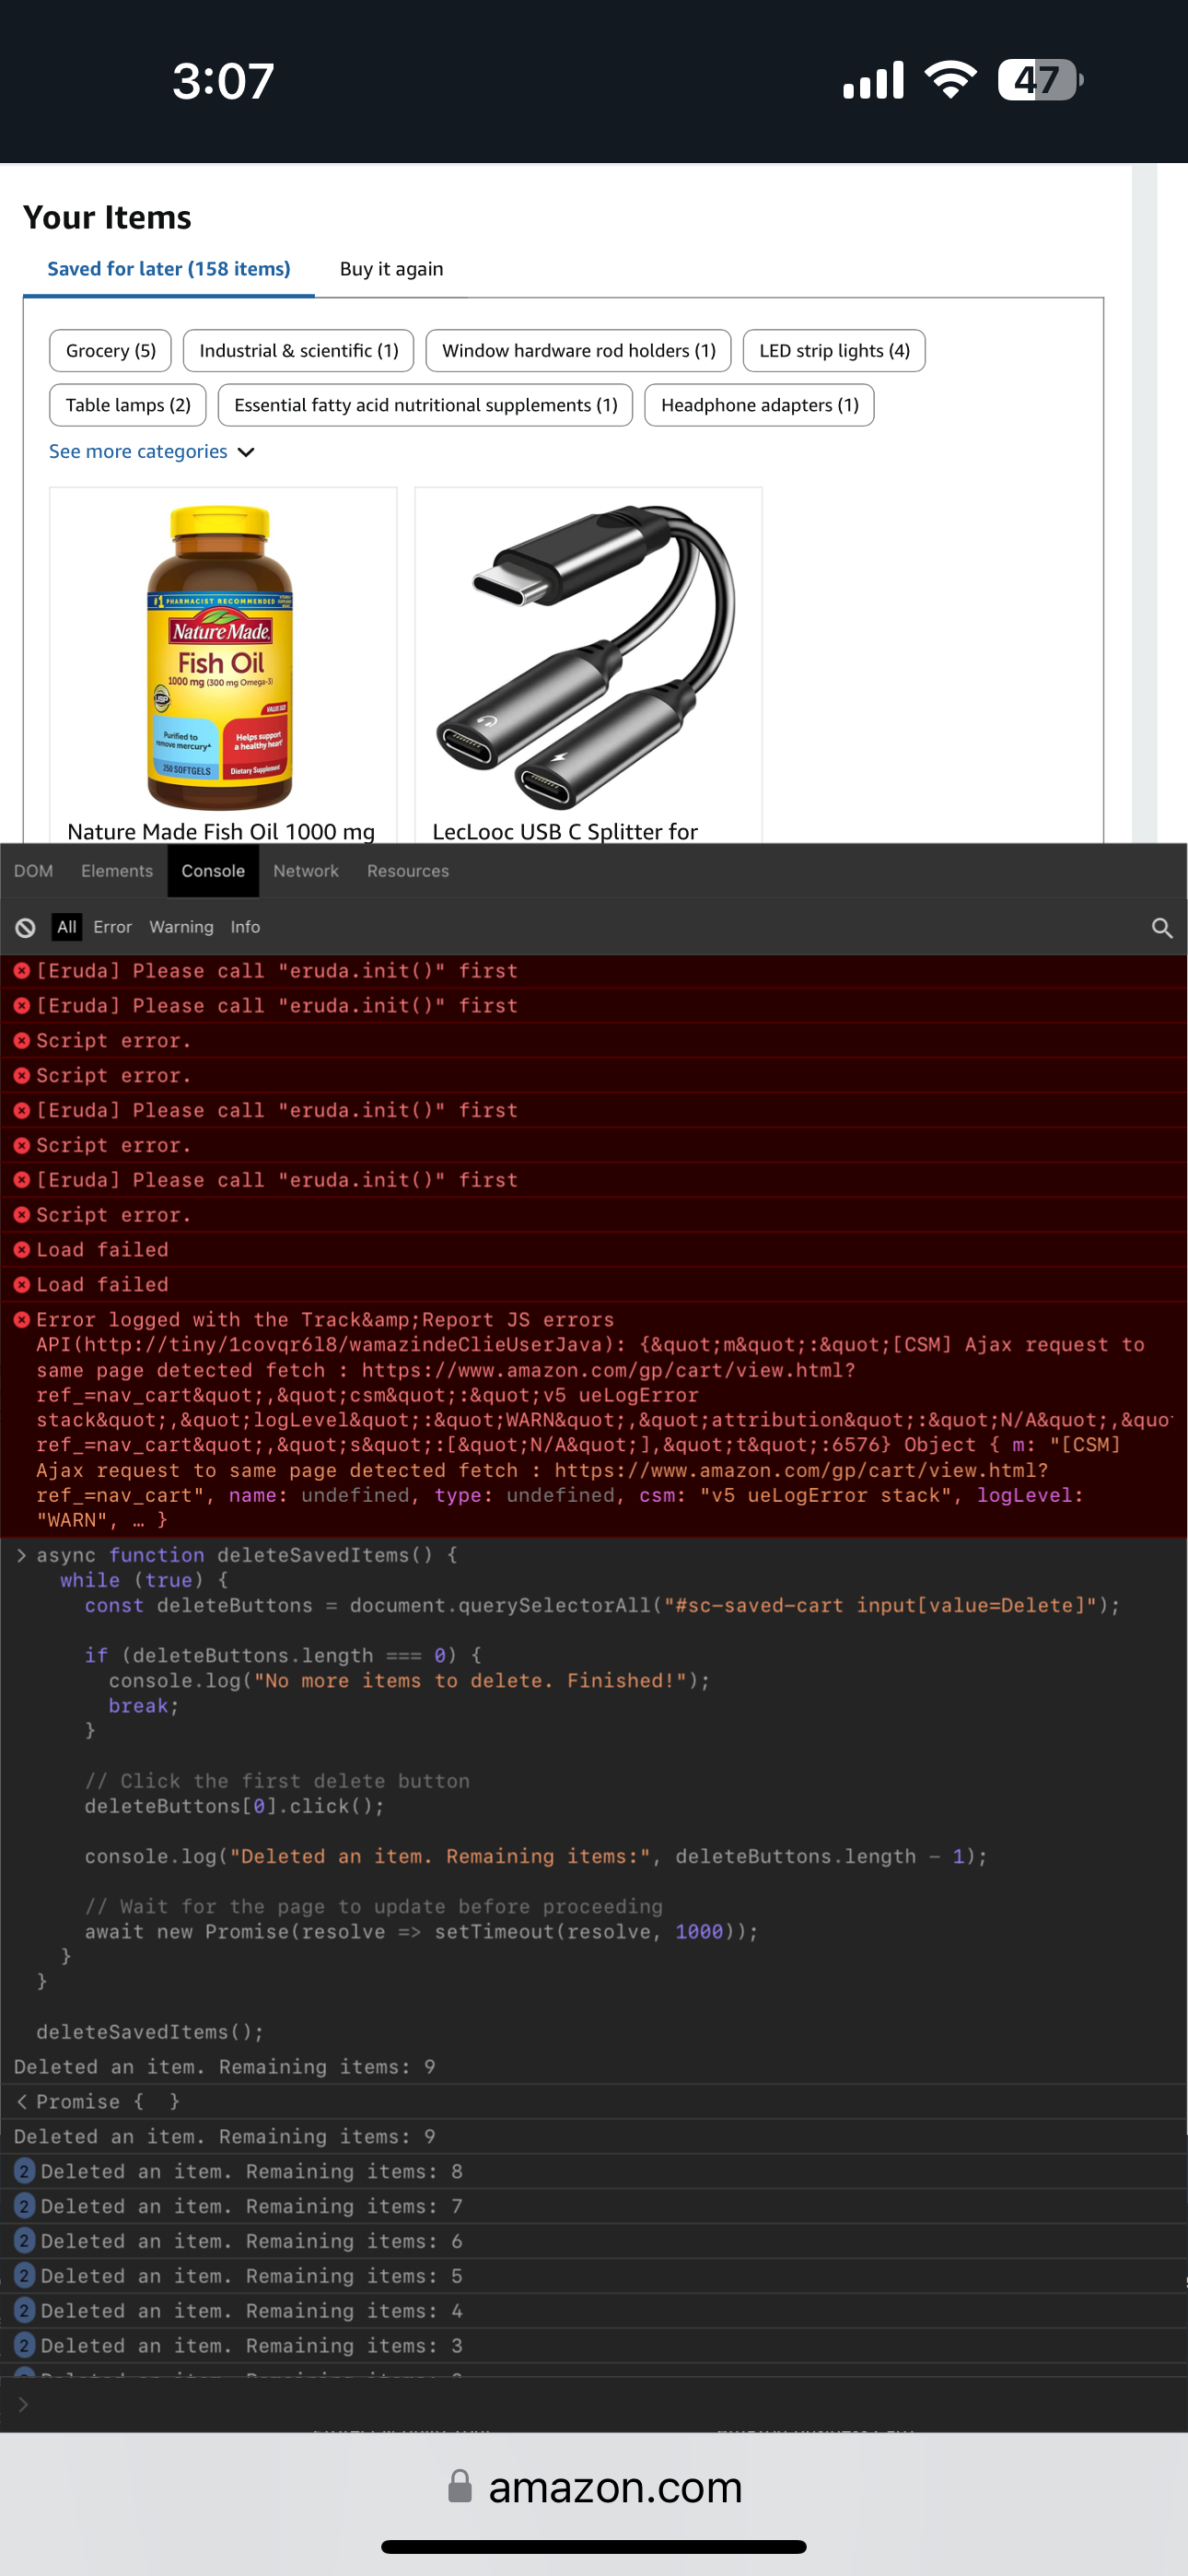 3:07
47
Your Items
Saved for later (158 items)
Buy it again
Grocery (5)
Industrial & scientific (1)
Window hardware rod holders (1)
LED strip lights (4)
Table lamps (2)
Essential fatty acid nutritional supplements (1)
Headphone adapters (1)
See more categories
#1 PHARMACIST RECOMMENDED
Nature Made
Fish Oil
1000 mg (300 mg Omega-3)
USP
VALUE SIZE
Purified to
remove mercury^
Helps support
a healthy heart†
250 SOFTGELS
Dietary Supplement
Nature Made Fish Oil 1000 mg
LecLooc USB C Splitter for
DOM Elements Console Network Resources
All Error Warning Info
[Eruda] Please call "eruda.init()" first
[Eruda] Please call "eruda.init()" first
Script error.
Script error.
[Eruda] Please call "eruda.init()" first
Script error.
[Eruda] Please call "eruda.init()" first
Script error.
Load failed
Load failed
Error logged with the Track&amp;Report JS errors
API(http://tiny/1covqr6l8/wamazindeClieUserJava): {&quot;m&quot;:&quot;[CSM] Ajax request to
same page detected fetch : https://www.amazon.com/gp/cart/view.html?
ref_=nav_cart&quot;,&quot;csm&quot;:&quot;v5 ueLogError
stack&quot;,&quot;logLevel&quot;:&quot;WARN&quot;,&quot;attribution&quot;:&quot;N/A&quot;,&quo
ref_=nav_cart&quot;,&quot;s&quot;:[&quot;N/A&quot;],&quot;t&quot;:6576} Object { m: "[CSM]
Ajax request to same page detected fetch : https://www.amazon.com/gp/cart/view.html?
ref_=nav_cart", name: undefined, type: undefined, csm: "v5 ueLogError stack", logLevel:
"WARN", … }
> async function deleteSavedItems() {
while (true) {
const deleteButtons = document.querySelectorAll("#sc-saved-cart input[value=Delete]");
if (deleteButtons.length === 0) {
console.log("No more items to delete. Finished!");
break;
}
// Click the first delete button
deleteButtons[0].click();
console.log("Deleted an item. Remaining items:", deleteButtons.length - 1);
// Wait for the page to update before proceeding
await new Promise(resolve => setTimeout(resolve, 1000));
}
}
deleteSavedItems();
Deleted an item. Remaining items: 9
< Promise { }
Deleted an item. Remaining items: 9
2 Deleted an item. Remaining items: 8
2 Deleted an item. Remaining items: 7
2 Deleted an item. Remaining items: 6
2 Deleted an item. Remaining items: 5
2 Deleted an item. Remaining items: 4
2 Deleted an item. Remaining items: 3
>
amazon.com